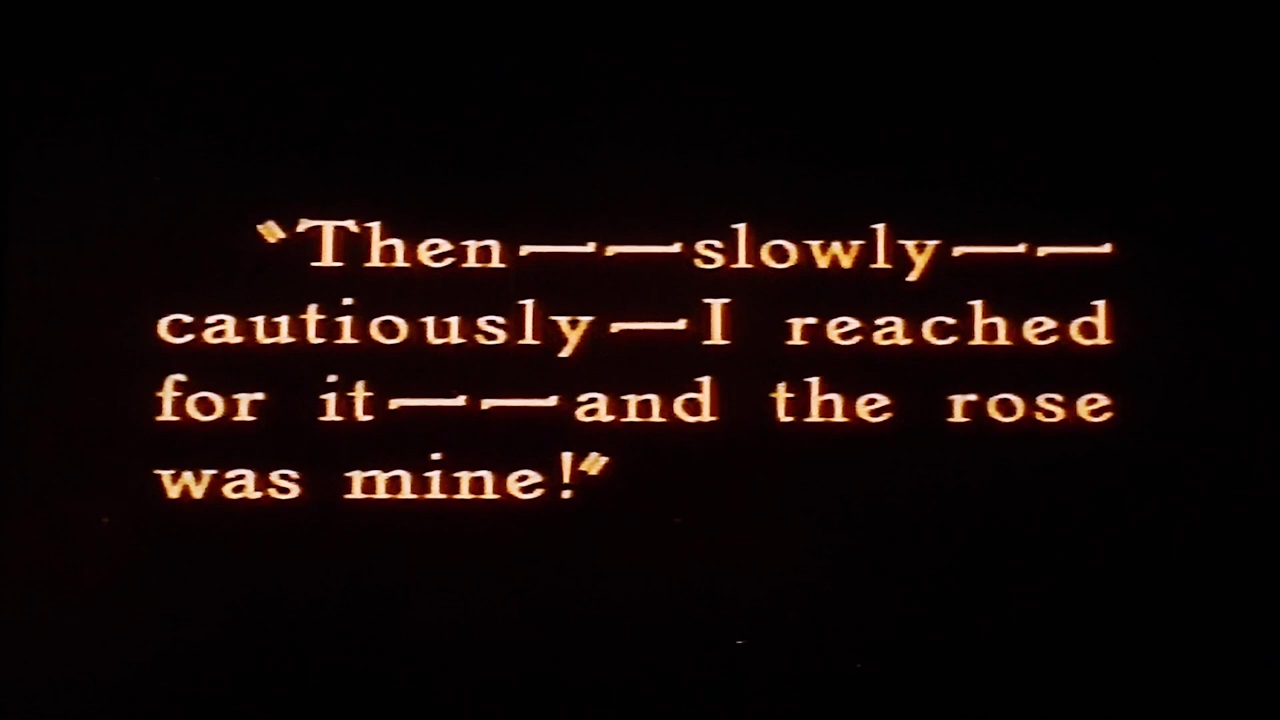 “Then——slowly——
cautiously—I reached
for it——and the rose
was mine!”